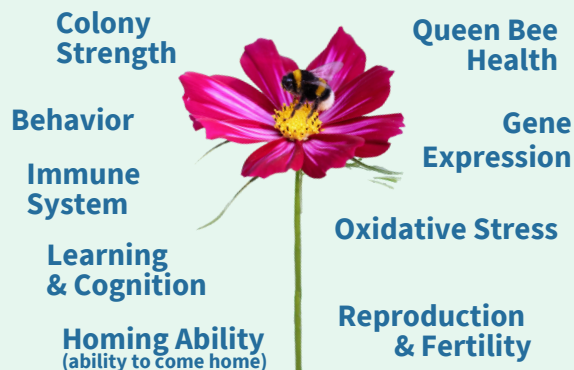 Colony
Strength
Behavior
Immune
System
Learning
& Cognition
Homing Ability
(ability to come home)
Queen Bee
Health
Gene
Expression
Oxidative Stress
Reproduction
& Fertility